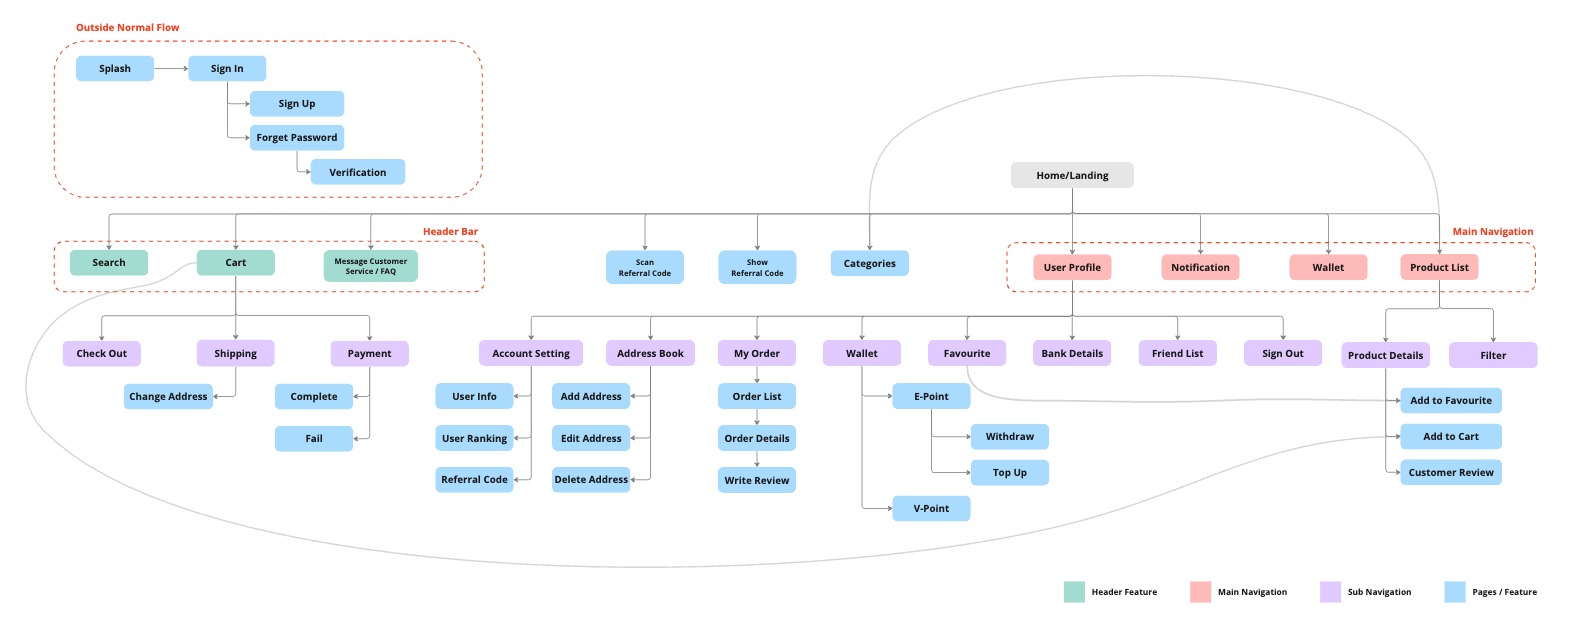 Outside Normal Flow
Splash
Sign In
Sign Up
Forget Password
Verification
Home/Landing
Header Bar
Main Navigation
Search
Cart
Message Customer
Service / FAQ
Scan
Referral Code
Show
Referral Code
Categories
User Profile
Notification
Wallet
Product List
Check Out
Shipping
Payment
Account Setting
Address Book
My Order
Wallet
Favourite
Bank Details
Friend List
Sign Out
Product Details
Filter
Change Address
Complete
Fail
User Info
User Ranking
Referral Code
Add Address
Edit Address
Delete Address
Order List
Order Details
Write Review
E-Point
Withdraw
Top Up
V-Point
Add to Favourite
Add to Cart
Customer Review
Header Feature
Main Navigation
Sub Navigation
Pages / Feature